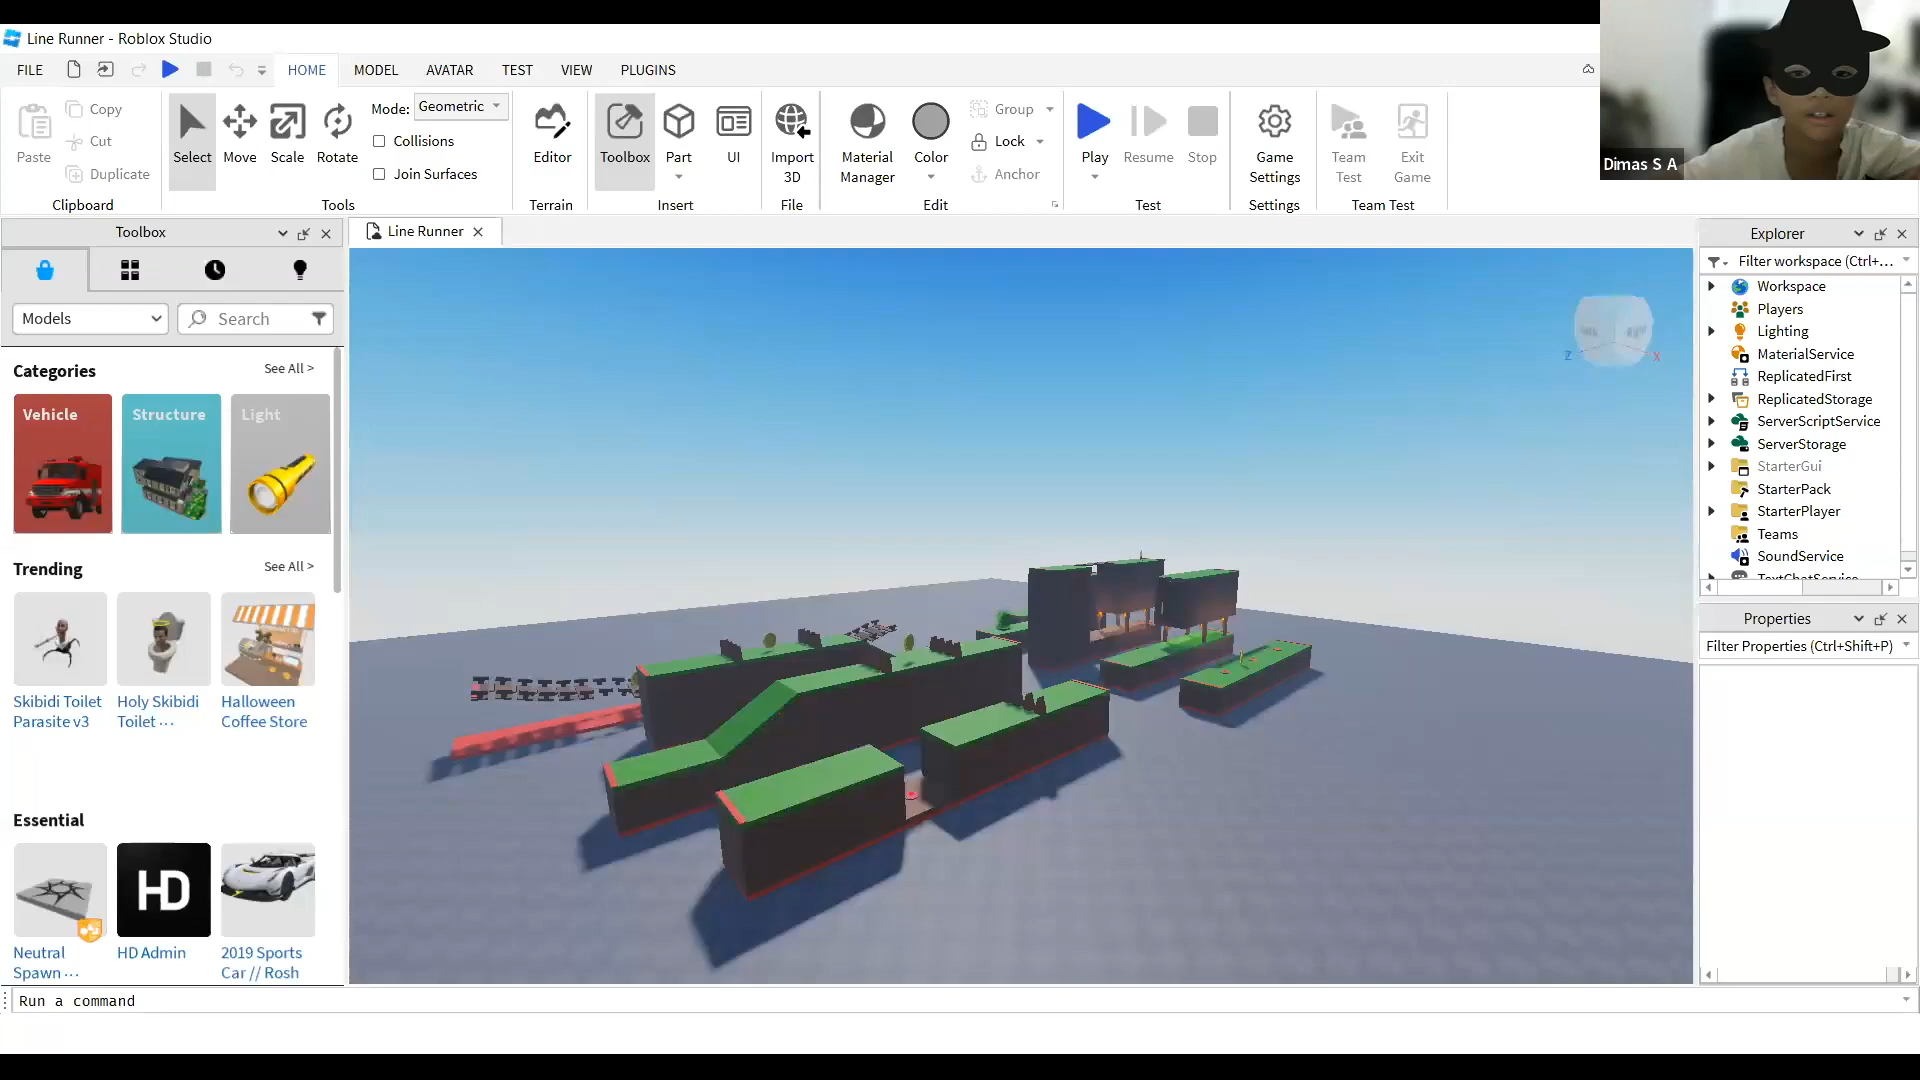 Line Runner - Roblox Studio
FILE HOME MODEL AVATAR TEST VIEW PLUGINS
Paste Copy Cut Duplicate
Clipboard
Select Move Scale Rotate
Mode: Geometric
Collisions
Join Surfaces
Tools
Editor
Terrain
Toolbox Part UI
Insert
Import 3D
File
Material Manager
Color
Group
Lock
Anchor
Edit
Play Resume Stop
Test
Game Settings
Settings
Team Test
Exit Game
Team Test
Dimas S A
Toolbox
Line Runner
Models
Search
Categories See All >
Vehicle Structure Light
Trending See All >
Skibidi Toilet Parasite v3
Holy Skibidi Toilet ...
Halloween Coffee Store
Essential
HD
Neutral Spawn ...
HD Admin
2019 Sports Car // Rosh
Z X
Explorer
Filter workspace (Ctrl+...
Workspace
Players
Lighting
MaterialService
ReplicatedFirst
ReplicatedStorage
ServerScriptService
ServerStorage
StarterGui
StarterPack
StarterPlayer
Teams
SoundService
TextChatService
Properties
Filter Properties (Ctrl+Shift+P)
Run a command